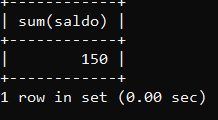 +------------+
| sum(saldo) |
+------------+
|        150 |
+------------+
1 row in set (0.00 sec)